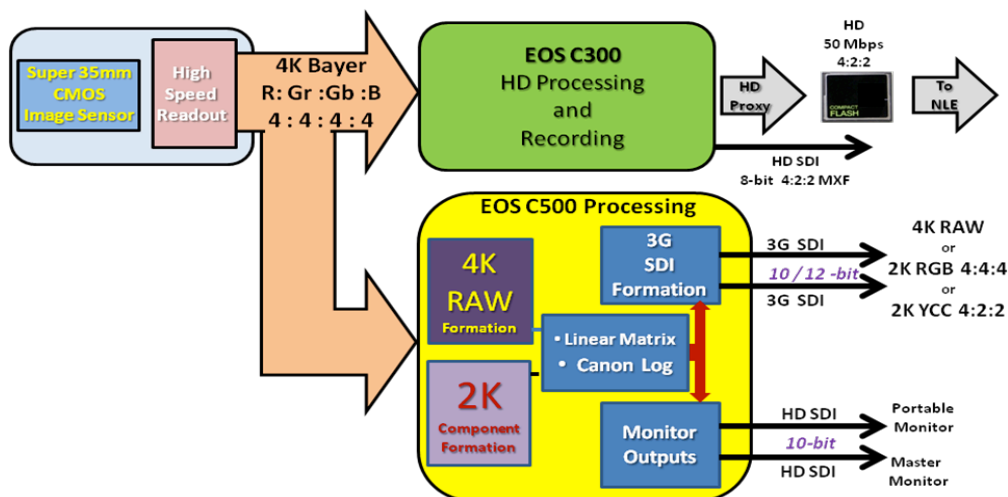 Super 35mm
CMOS
Image Sensor
High
Speed
Readout
4K Bayer
R: Gr :Gb :B
4 : 4 : 4 : 4
EOS C300
HD Processing
and
Recording
HD
Proxy
HD
50 Mbps
4:2:2
COMPACT
FLASH
To
NLE
HD SDI
8-bit 4:2:2 MXF
EOS C500 Processing
4K
RAW
Formation
2K
Component
Formation
• Linear Matrix
• Canon Log
3G
SDI
Formation
Monitor
Outputs
3G SDI
10 / 12 -bit
3G SDI
4K RAW
or
2K RGB 4:4:4
or
2K YCC 4:2:2
HD SDI
10-bit
HD SDI
Portable
Monitor
Master
Monitor